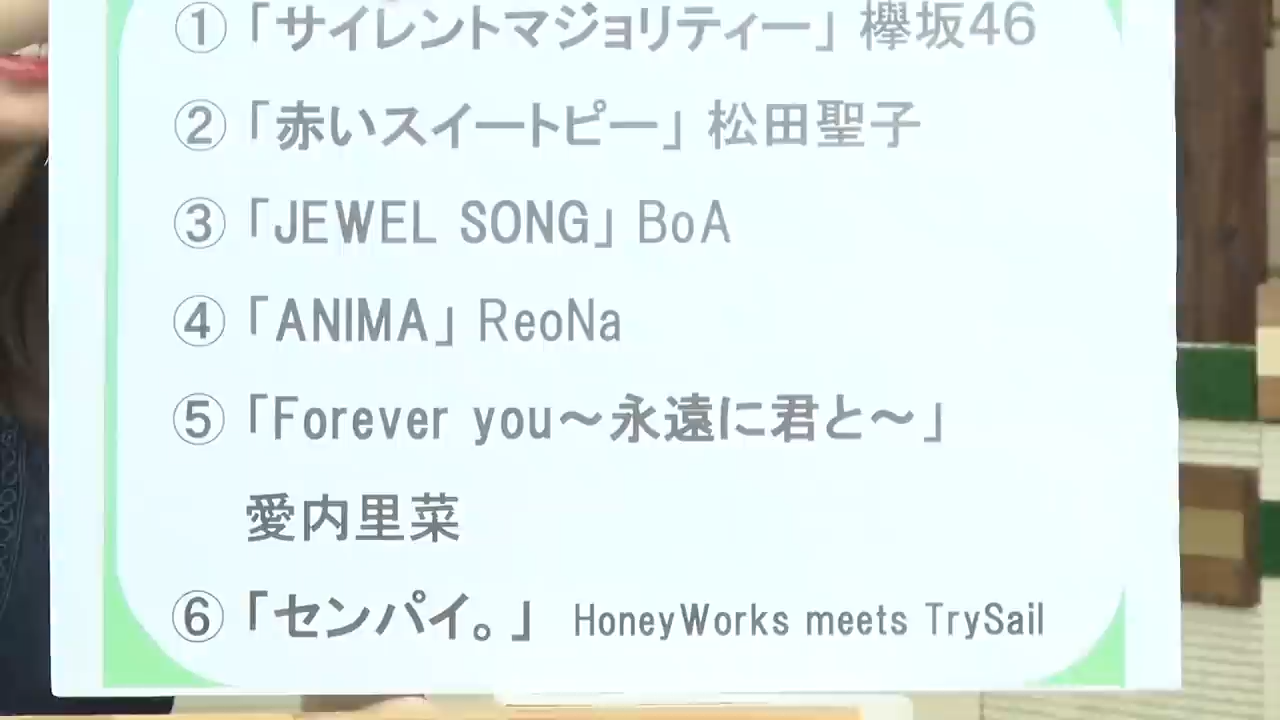 ①「サイレントマジョリティー」欅坂46
②「赤いスイートピー」松田聖子
③「JEWEL SONG」BoA
④「ANIMA」ReoNa
⑤「Forever you〜永遠に君と〜」
愛内里菜
⑥「センパイ。」 HoneyWorks meets TrySail